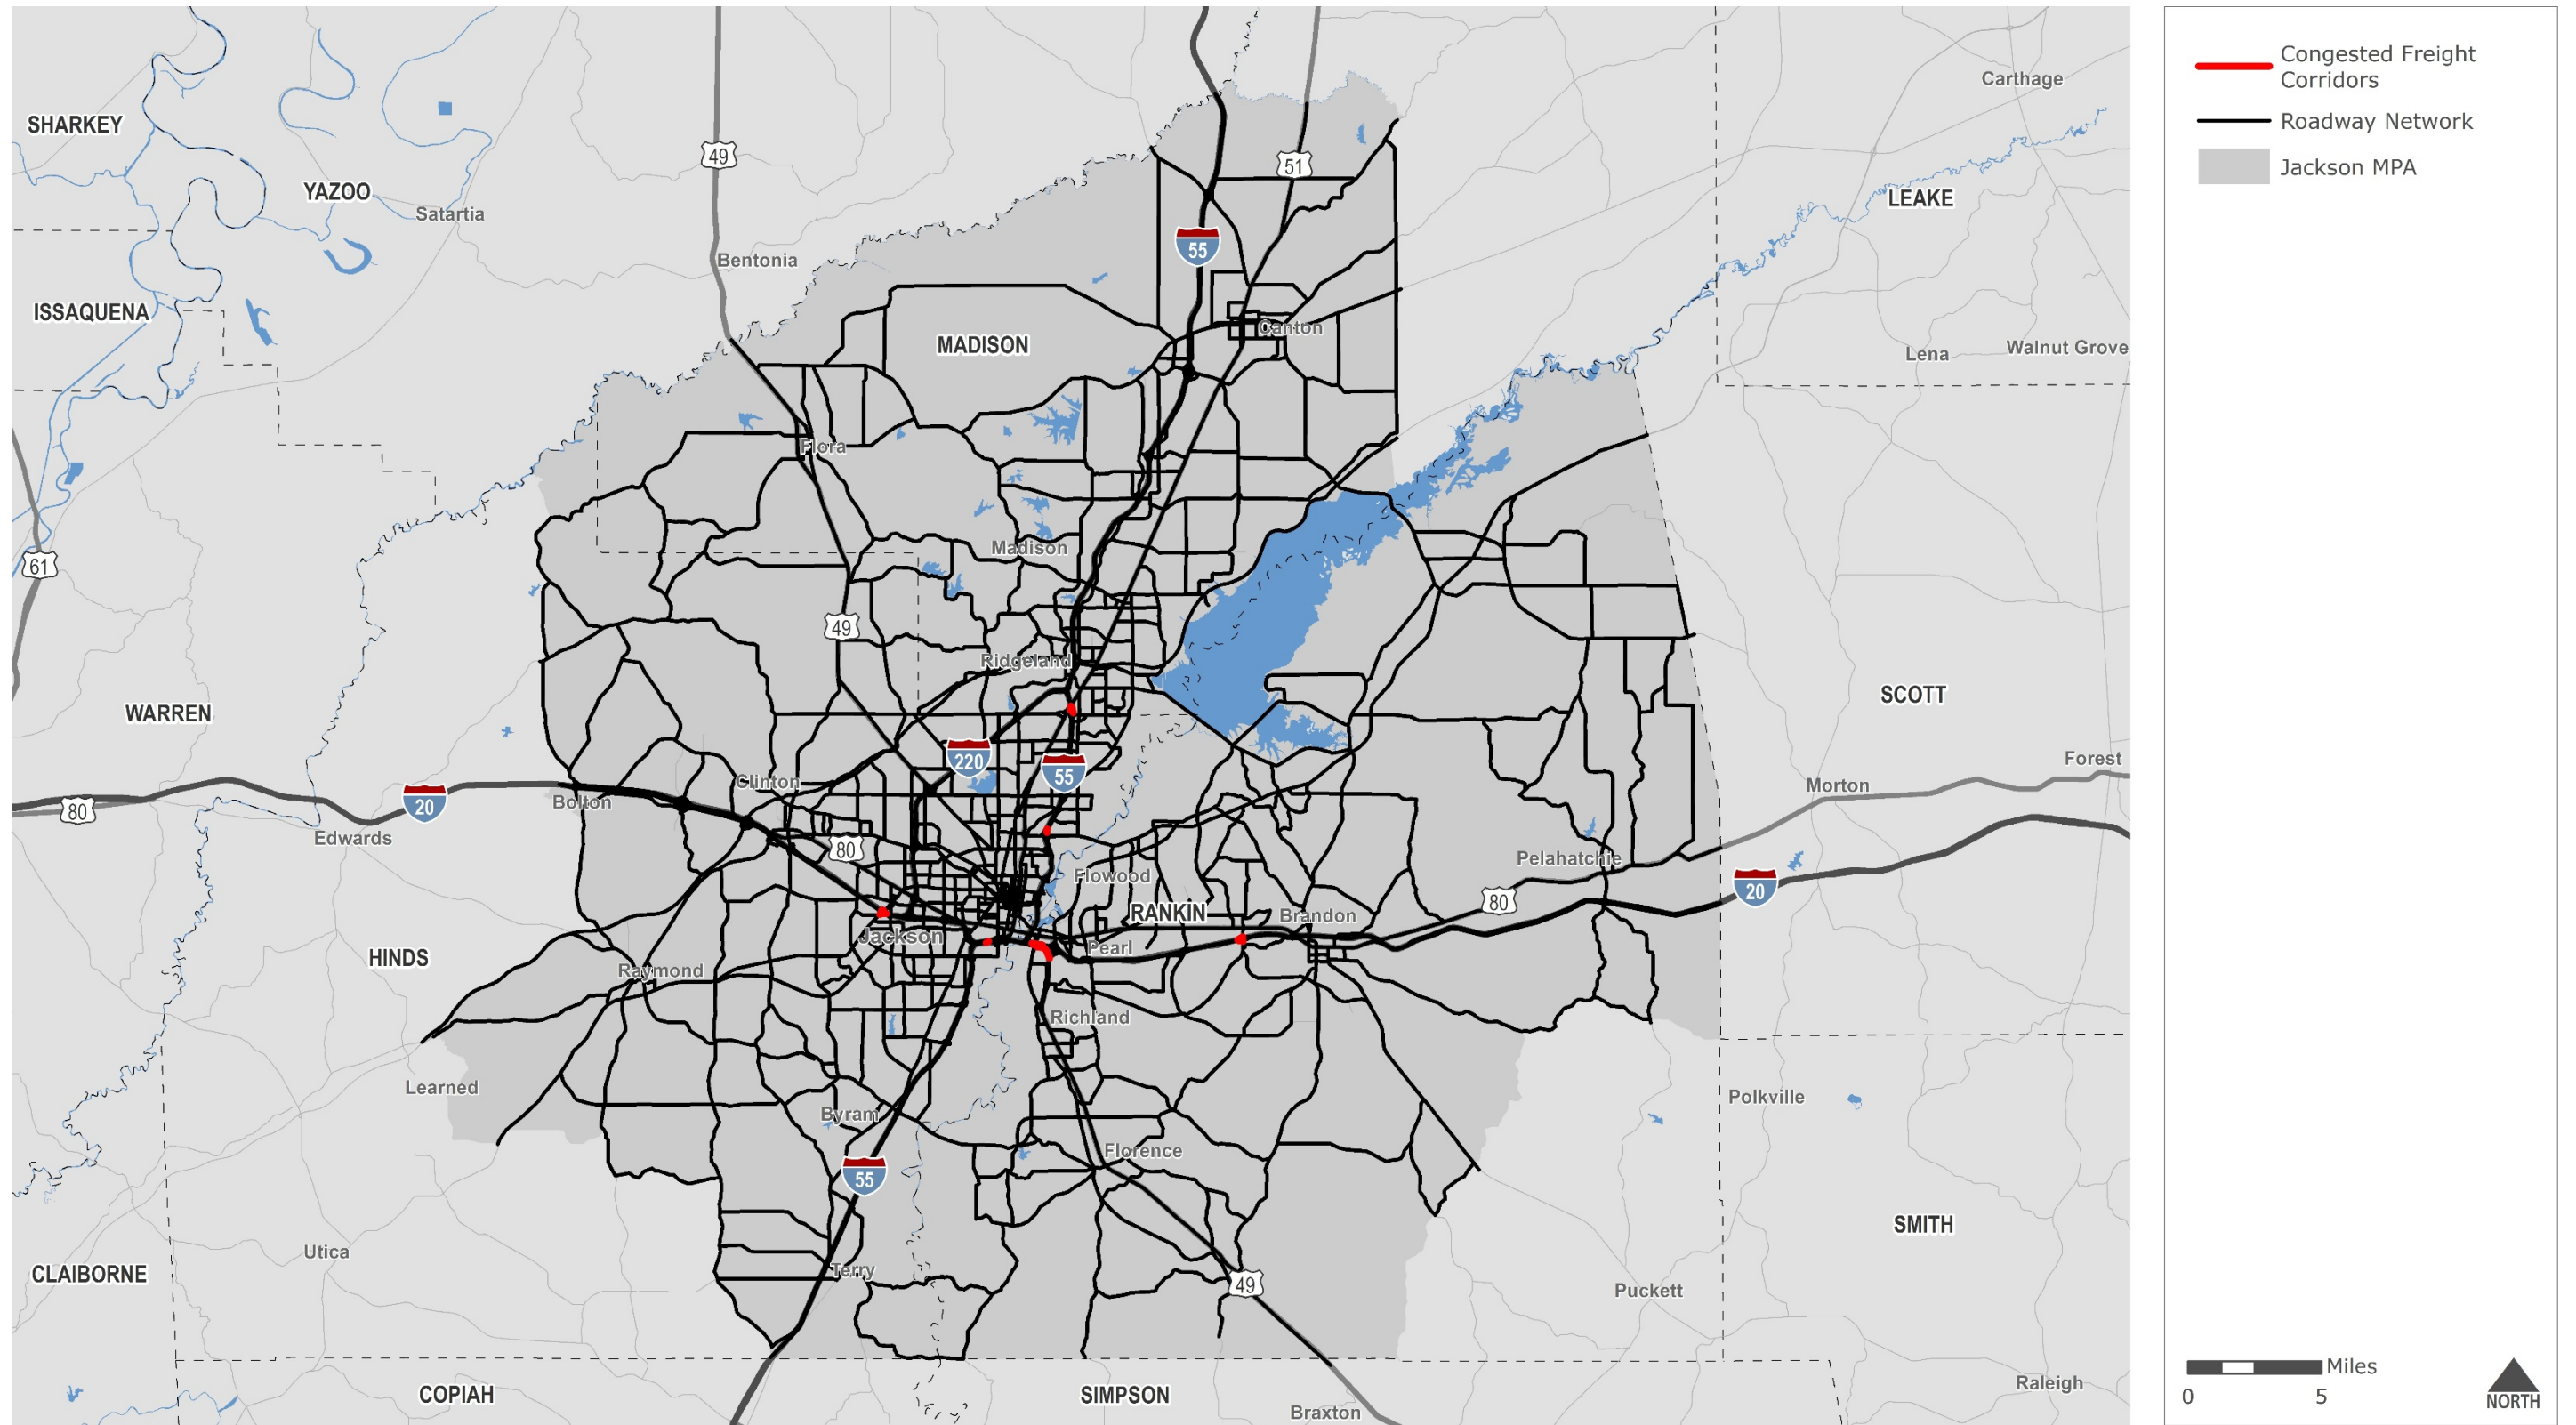 Carthage
SHARKEY
49
51
YAZOO
Satartia
LEAKE
55
Bentonia
ISSAQUENA
Canton
MADISON
Lena
Walnut Grove
Flora
Madison
61
49
Ridgeland
WARREN
SCOTT
220
55
Forest
Clinton
Morton
20
Bolton
80
Edwards
80
Pelahatchie
Flowood
20
80
RANKIN
Brandon
Jackson
Pearl
HINDS
Raymond
Richland
Learned
Polkville
Byram
Florence
55
SMITH
Utica
CLAIBORNE
Terry
49
Puckett
Raleigh
COPIAH
SIMPSON
Braxton
Congested Freight
Corridors
Roadway Network
Jackson MPA
Miles
0 5
NORTH